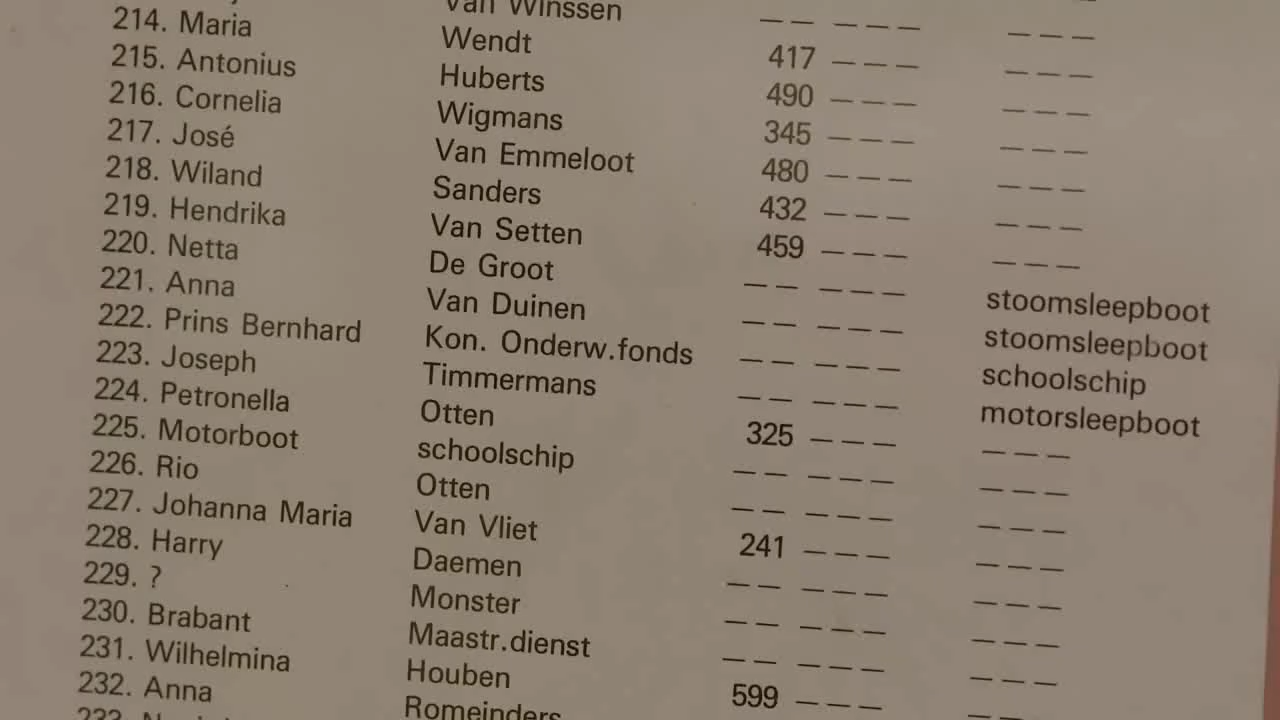 Van Winssen — — — — — — — —
214. Maria Wendt 417 — — — — — —
215. Antonius Huberts 490 — — — — — —
216. Cornelia Wigmans 345 — — — — — —
217. José Van Emmeloot 480 — — — — — —
218. Wiland Sanders 432 — — — — — —
219. Hendrika Van Setten 459 — — — — — —
220. Netta De Groot — — — — — stoomsleepboot
221. Anna Van Duinen — — — — — stoomsleepboot
222. Prins Bernhard Kon. Onderw.fonds — — — — — schoolschip
223. Joseph Timmermans — — — — — motorsleepboot
224. Petronella Otten 325 — — — — — —
225. Motorboot schoolschip — — — — — — — —
226. Rio Otten — — — — — — — —
227. Johanna Maria Van Vliet 241 — — — — — —
228. Harry Daemen — — — — — — — —
229. ? Monster — — — — — — — —
230. Brabant Maastr.dienst — — — — — — — —
231. Wilhelmina Houben 599 — — — — — —
232. Anna Romeinders
233.